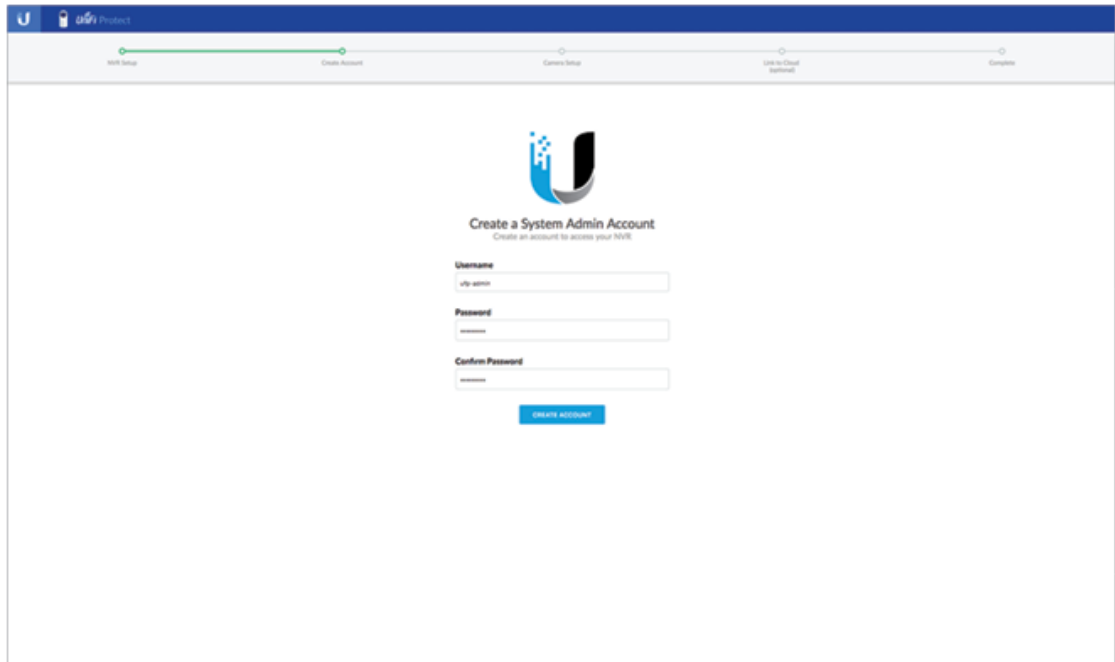 UniFi Protect
NVR Setup
Create Account
Camera Setup
Link to Cloud
(optional)
Complete
Create a System Admin Account
Create an account to access your NVR
Username
ufp-admin
Password
Confirm Password
CREATE ACCOUNT